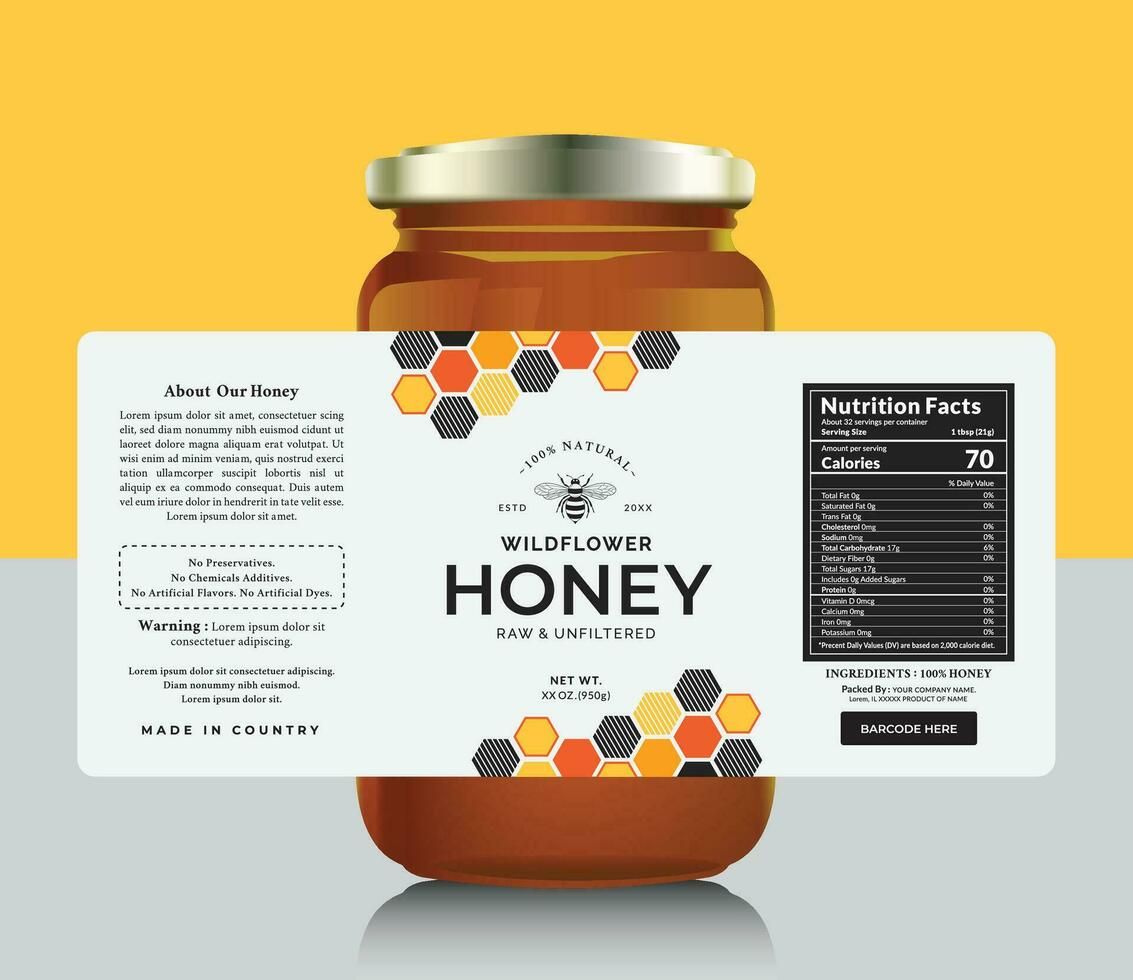 About Our Honey
Lorem ipsum dolor sit amet, consectetuer scing
elit, sed diam nonummy nibh euismod tincidunt ut
laoreet dolore magna aliquam erat volutpat. Ut
wisi enim ad minim veniam, quis nostrud exerci
tation ullamcorper suscipit lobortis nisl ut
aliquip ex ea commodo consequat. Duis autem
vel eum iriure dolor in hendrerit in tate velit esse.
Lorem ipsum dolor sit amet.
No Preservatives.
No Chemicals Additives.
No Artificial Flavors. No Artificial Dyes.
Warning : Lorem ipsum dolor sit
consectetuer adipiscing.
Lorem ipsum dolor sit amet, consectetuer adipiscing.
Diam nonummy nibh euismod.
Lorem ipsum dolor sit.
MADE IN COUNTRY
~100% NATURAL~
ESTD 20XX
WILDFLOWER
HONEY
RAW & UNFILTERED
NET WT.
XX OZ.(950g)
Nutrition Facts
About 32 servings per container
Serving Size 1 tbsp (21g)
Amount per serving
Calories 70
% Daily Value
Total Fat 0g 0%
Saturated Fat 0g 0%
Trans Fat 0g
Cholesterol 0mg 0%
Sodium 0mg 0%
Total Carbohydrate 17g 6%
Dietary Fiber 0g 0%
Total Sugars 17g
Includes 0g Added Sugars 0%
Protein 0g 0%
Vitamin D 0mcg 0%
Calcium 0mg 0%
Iron 0mg 0%
Potassium 0mg 0%
*Precent Daily Values (DV) are based on 2,000 calorie diet.
INGREDIENTS : 100% HONEY
Packed By : YOUR COMPANY NAME.
Lorem, IL XXXXX PRODUCT OF NAME
BARCODE HERE